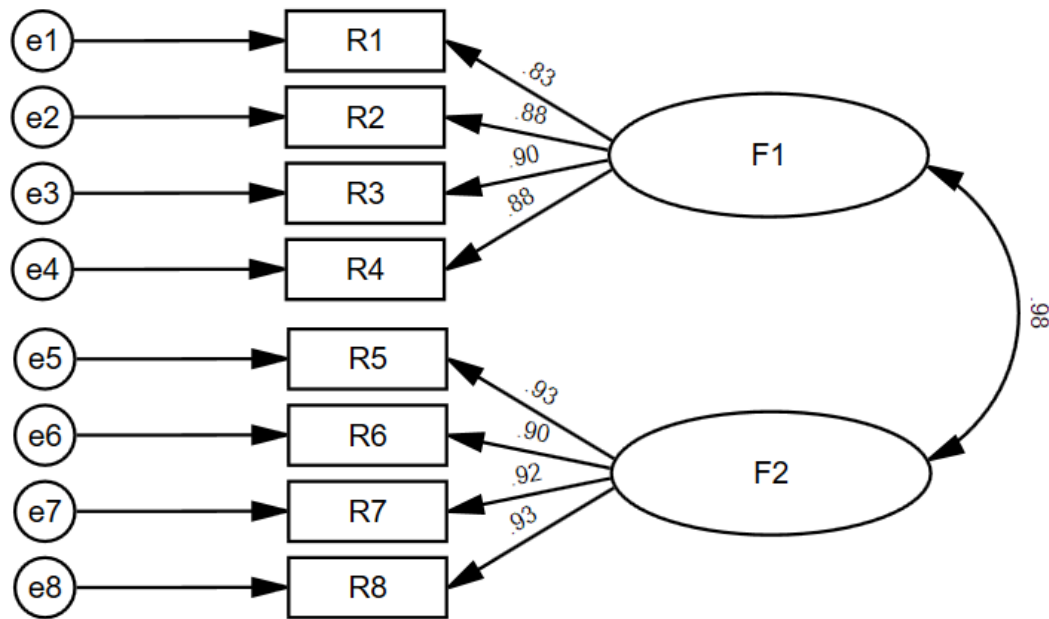 e1 R1
.83
e2 R2 .88
F1
e3 R3 .90
.88
e4 R4
.98
e5 R5
.93
e6 R6 .90
F2
.92
e7 R7
.93
e8 R8